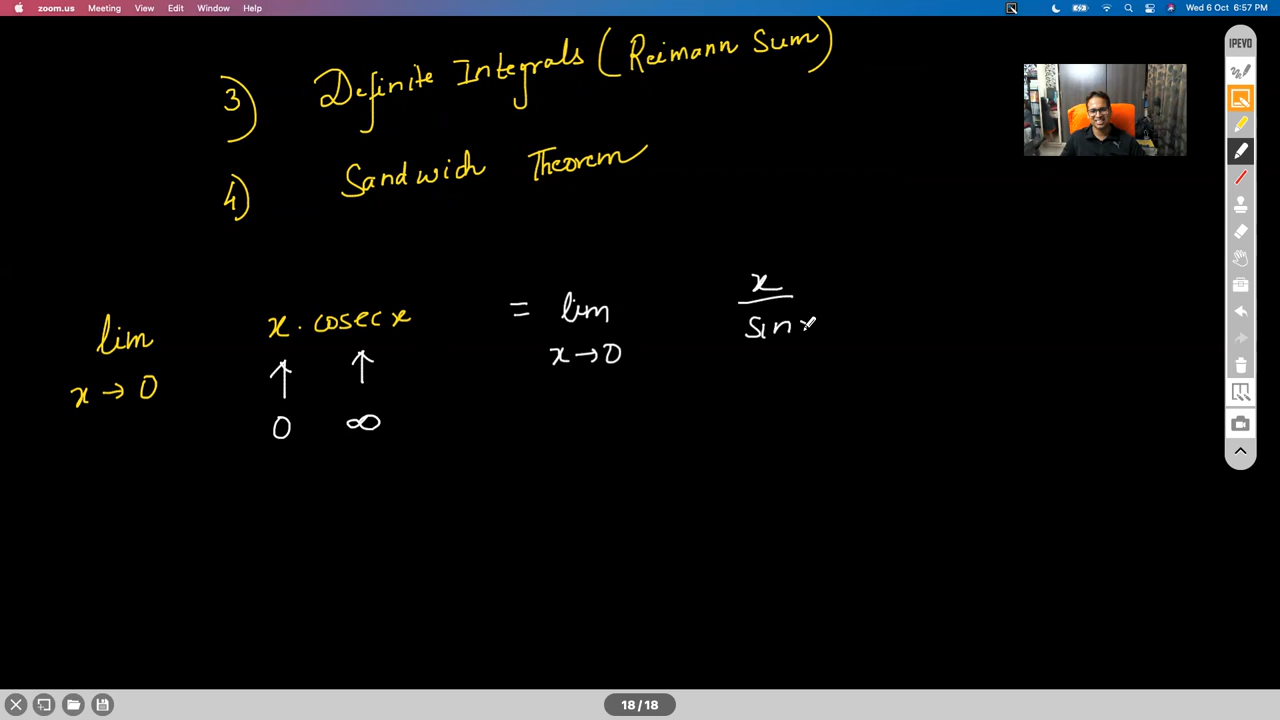 zoom.us Meeting View Edit Window Help Wed 6 Oct 6:57 PM
IPEVO
3) Definite Integrals (Reimann Sum)
4) Sandwich Theorem
lim x→0 x . cosec x = lim x→0 x / sin x
↑ ↑
0 ∞
18 / 18